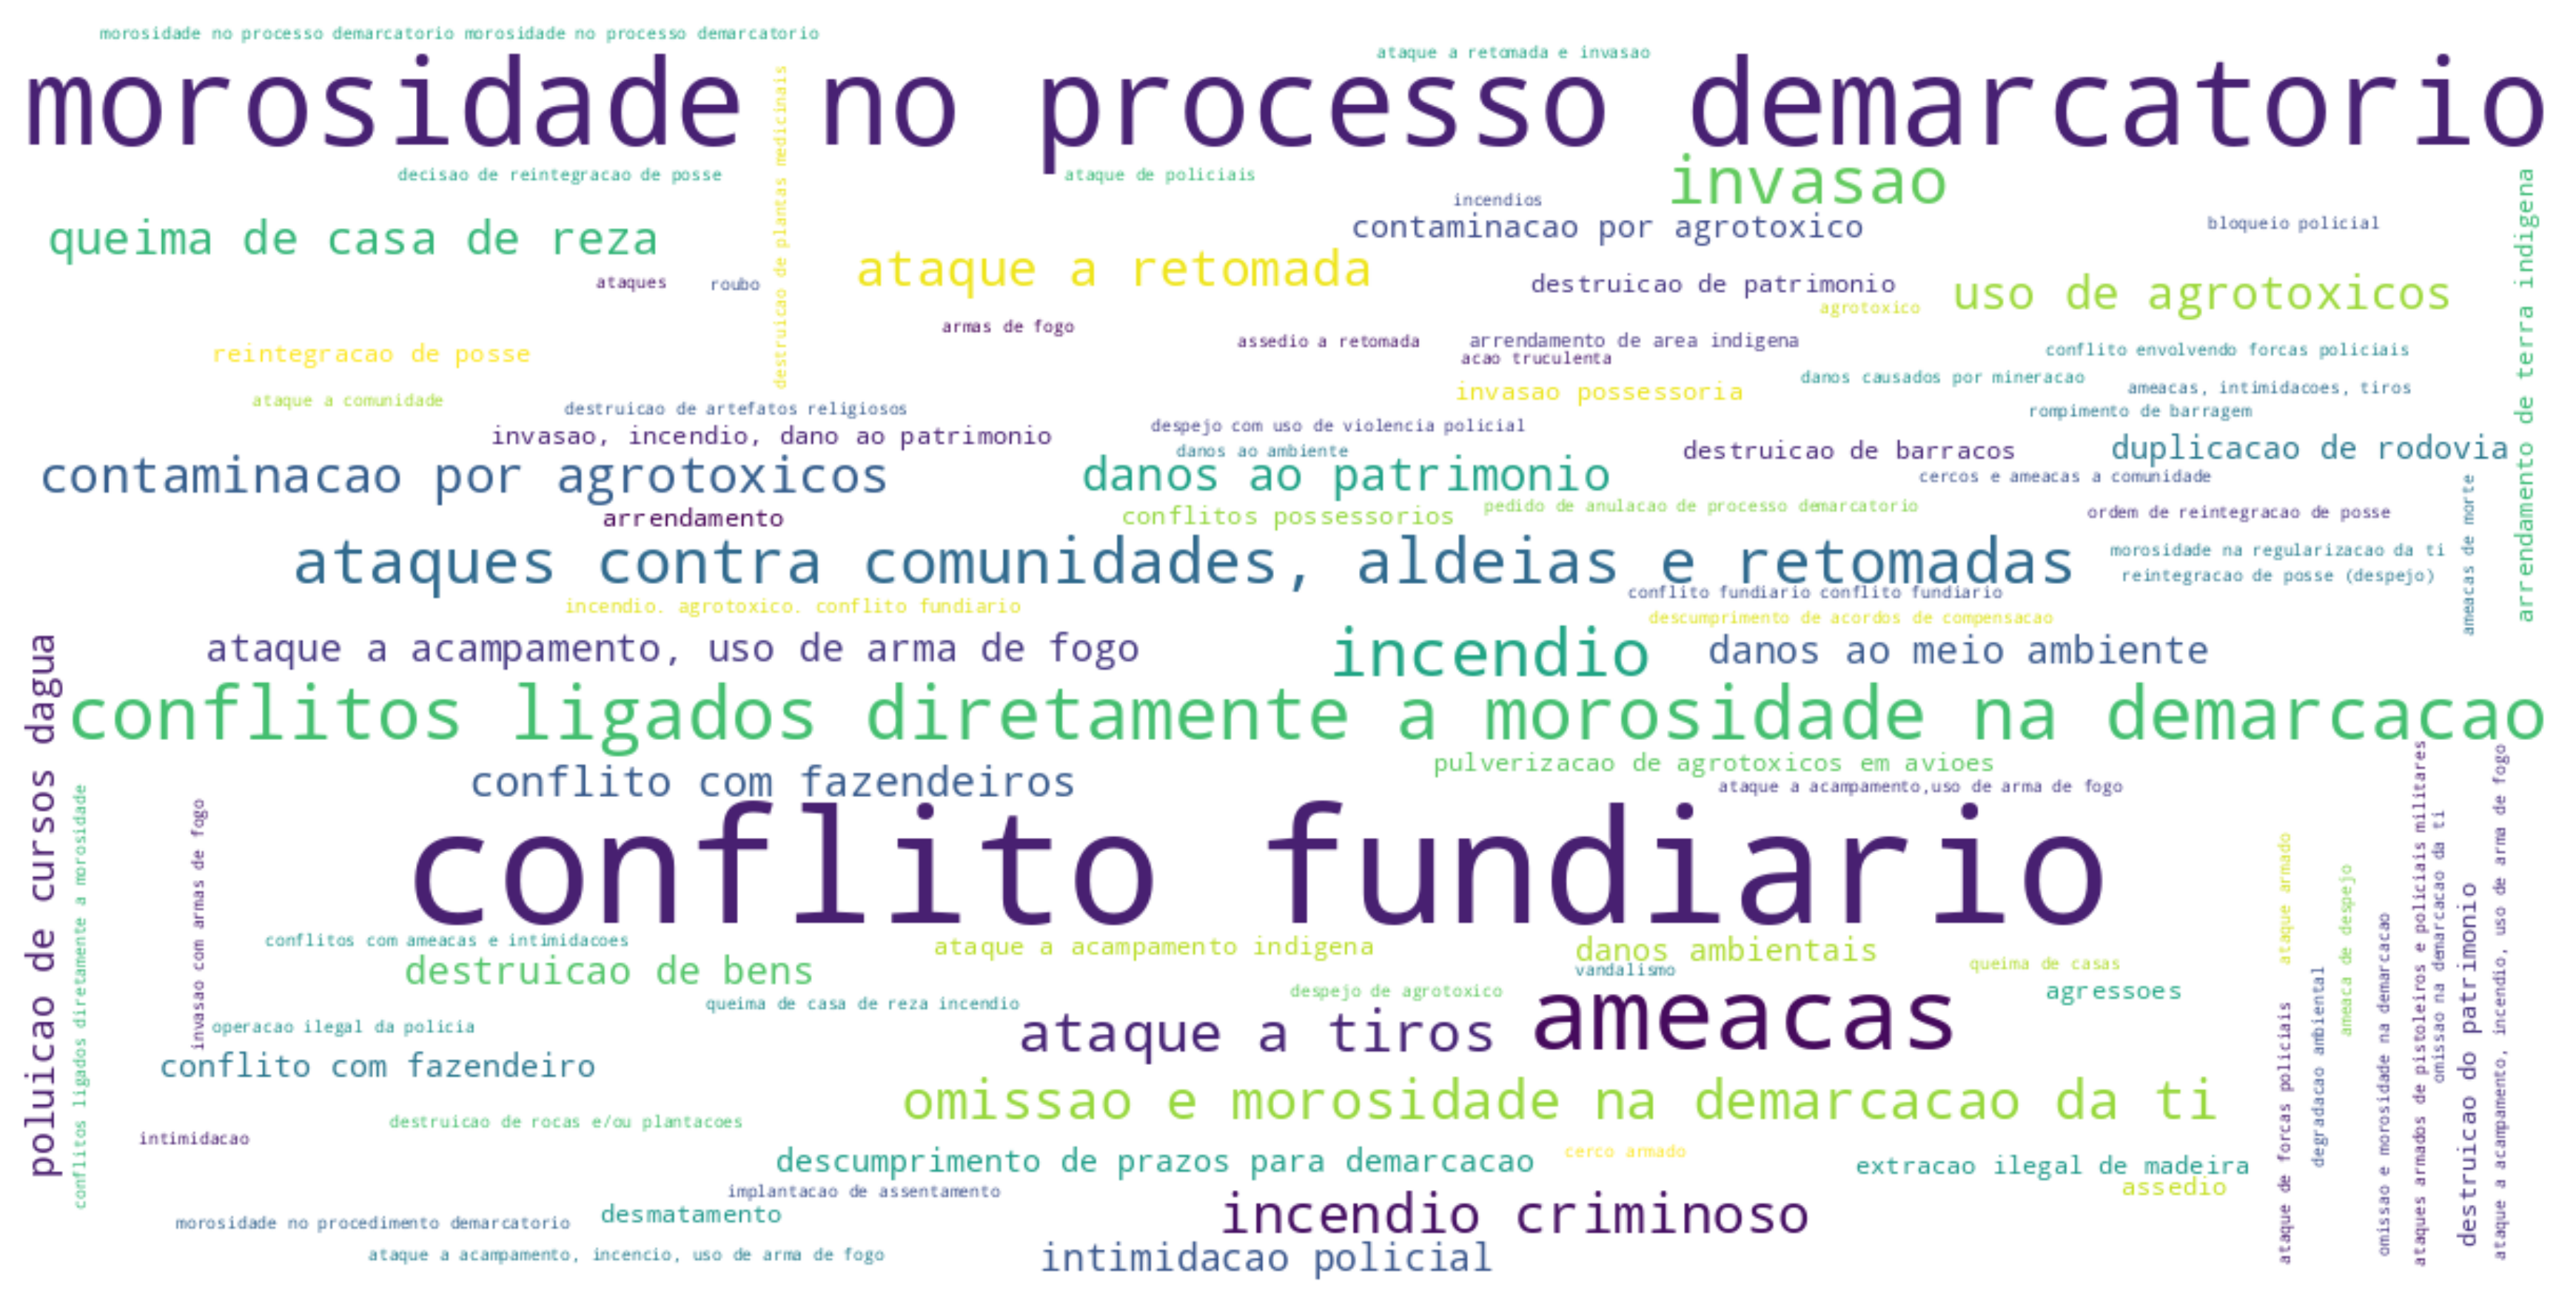 morosidade no processo demarcatorio morosidade no processo demarcatorio
ataque a retomada e invasao
morosidade no processo demarcatorio
destruicao de plantas medicinais
decisao de reintegracao de posse
ataque de policiais
invasao
arrendamento de terra indigena
incendios
queima de casa de reza
contaminacao por agrotoxico
bloqueio policial
ataque a retomada
ataques
roubo
destruicao de patrimonio
uso de agrotoxicos
agrotoxico
armas de fogo
assedio a retomada
arrendamento de area indigena
reintegracao de posse
acao truculenta
conflito envolvendo forcas policiais
danos causados por mineracao
invasao possessoria
ameacas, intimidacoes, tiros
ataque a comunidade
destruicao de artefatos religiosos
rompimento de barragem
despejo com uso de violencia policial
invasao, incendio, dano ao patrimonio
danos ao ambiente
destruicao de barracos
duplicacao de rodovia
contaminacao por agrotoxicos
danos ao patrimonio
cercos e ameacas a comunidade
ameacas de morte
pedido de anulacao de processo demarcatorio
arrendamento
conflitos possessorios
ordem de reintegracao de posse
ataques contra comunidades, aldeias e retomadas
morosidade na regularizacao da ti
reintegracao de posse (despejo)
conflito fundiario conflito fundiario
incendio. agrotoxico. conflito fundiario
descumprimento de acordos de compensacao
poluicao de cursos dagua
ataque a acampamento, uso de arma de fogo
incendio
danos ao meio ambiente
conflitos ligados diretamente a morosidade na demarcacao
pulverizacao de agrotoxicos em avioes
conflito com fazendeiros
ataque a acampamento,uso de arma de fogo
conflitos ligados diretamente a morosidade
invasao com armas de fogo
conflito fundiario
ataque armado
ameaca de despejo
omissao e morosidade na demarcacao
ataques armados de pistoleiros e policiais militares
omissao na demarcacao da ti
destruicao do patrimonio
ataque a acampamento, incendio, uso de arma de fogo
conflitos com ameacas e intimidacoes
ataque a acampamento indigena
danos ambientais
destruicao de bens
vandalismo
queima de casas
degradacao ambiental
despejo de agrotoxico
agressoes
queima de casa de reza incendio
ameacas
ataque de forcas policiais
operacao ilegal da policia
ataque a tiros
conflito com fazendeiro
omissao e morosidade na demarcacao da ti
destruicao de rocas e/ou plantacoes
intimidacao
cerco armado
descumprimento de prazos para demarcacao
extracao ilegal de madeira
assedio
implantacao de assentamento
desmatamento
incendio criminoso
morosidade no procedimento demarcatorio
ataque a acampamento, incencio, uso de arma de fogo
intimidacao policial